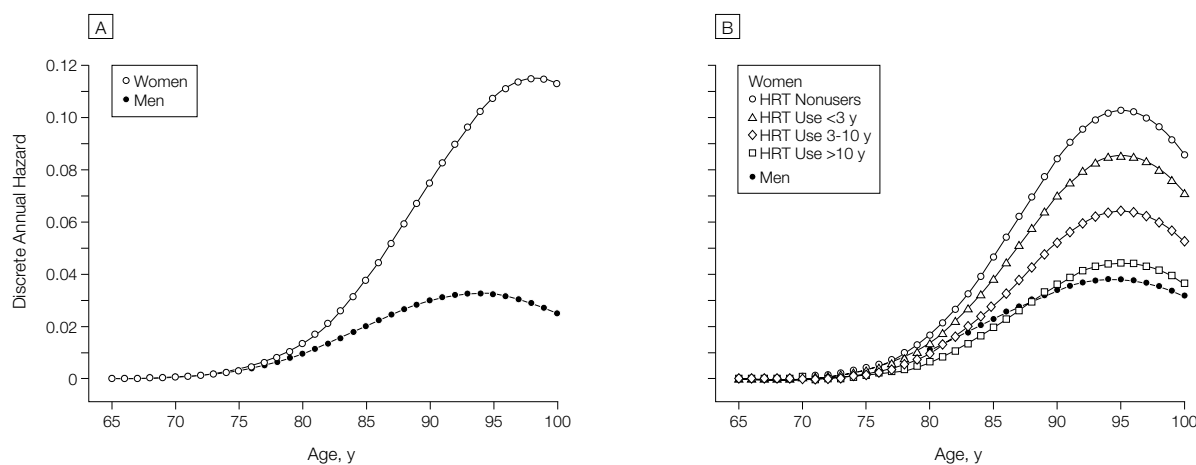 A
0.12
0.10
0.08
0.06
0.04
0.02
0
Discrete Annual Hazard
Women
Men
65 70 75 80 85 90 95 100
Age, y
B
Women
HRT Nonusers
HRT Use <3 y
HRT Use 3-10 y
HRT Use >10 y
Men
65 70 75 80 85 90 95 100
Age, y